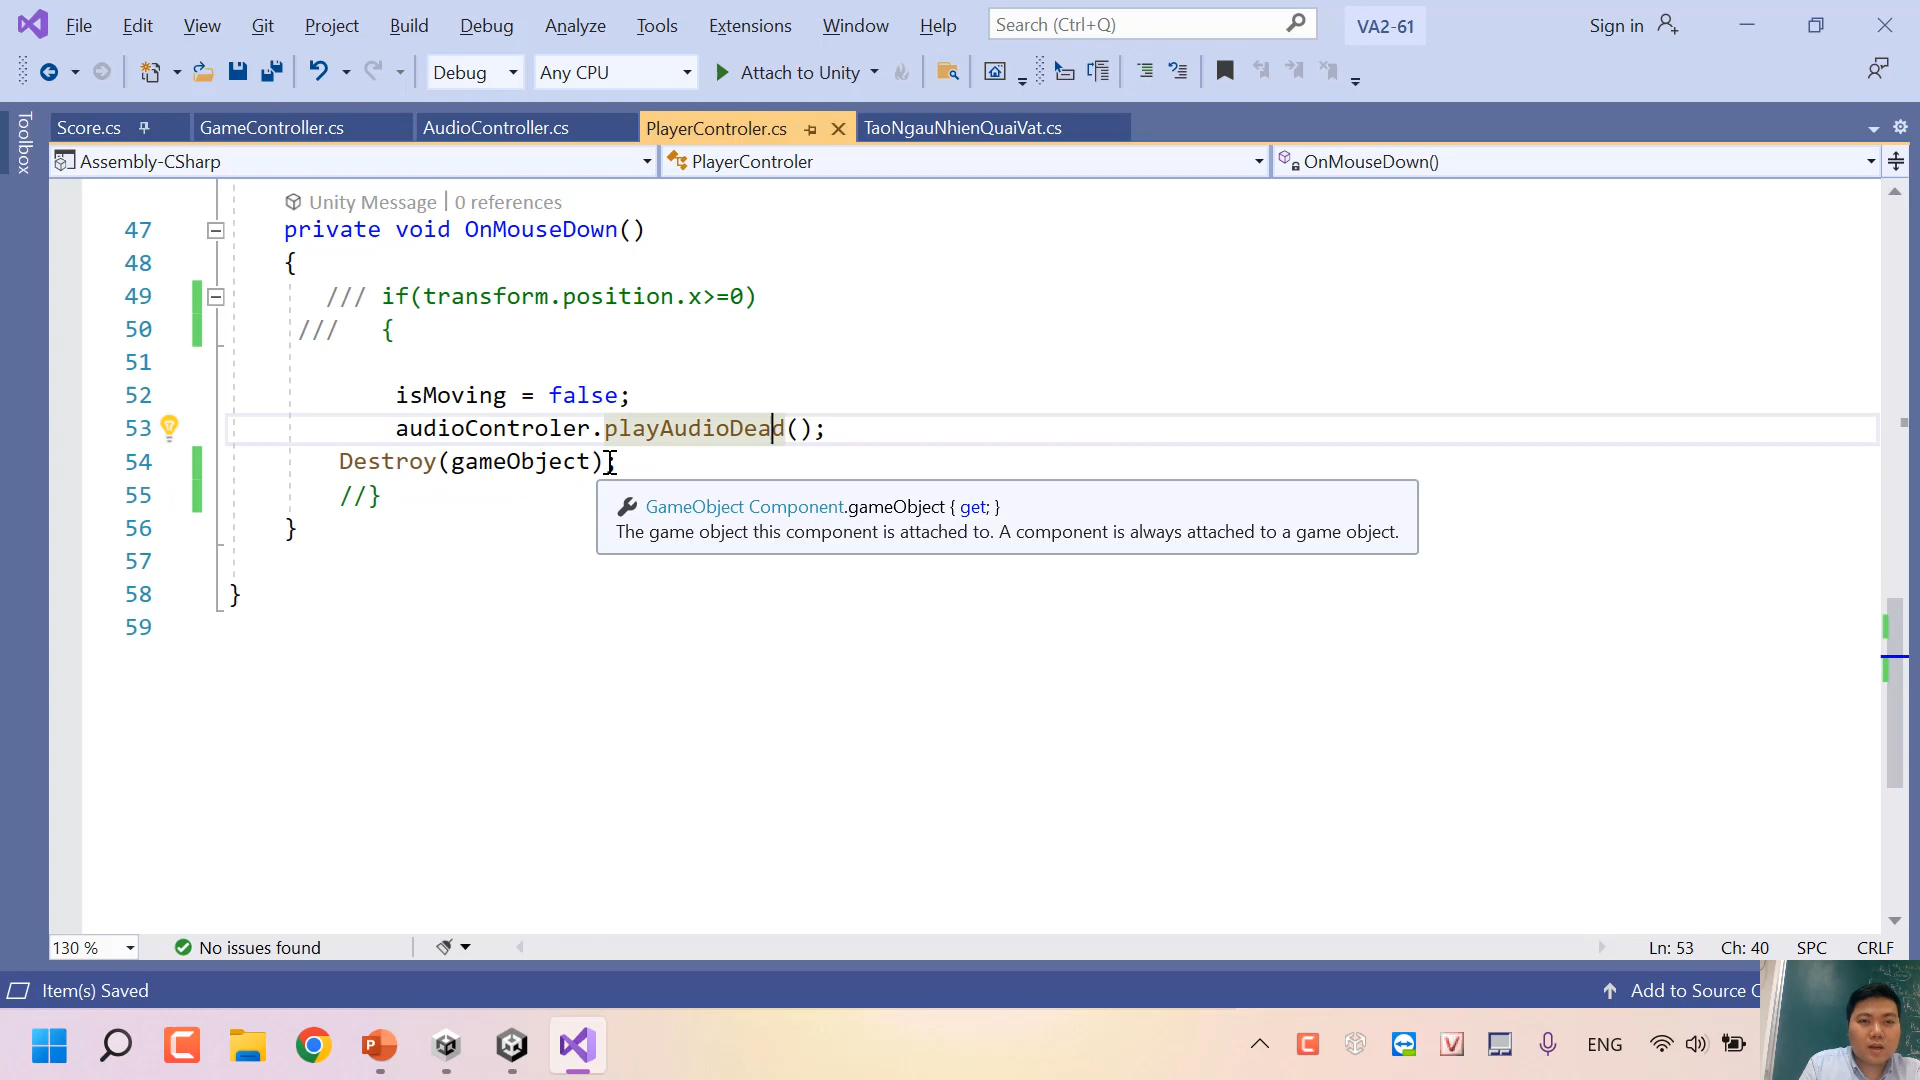 File Edit View Git Project Build Debug Analyze Tools Extensions Window Help Search (Ctrl+Q) VA2-61 Sign in
Debug Any CPU Attach to Unity
Toolbox
Score.cs GameController.cs AudioController.cs PlayerControler.cs TaoNgauNhienQuaiVat.cs
Assembly-CSharp PlayerControler OnMouseDown()
Unity Message | 0 references
47 private void OnMouseDown()
48 {
49 /// if(transform.position.x>=0)
50 /// {
51
52 isMoving = false;
53 audioControler.playAudioDead();
54 Destroy(gameObject);
55 //}
GameObject Component.gameObject { get; }
The game object this component is attached to. A component is always attached to a game object.
56 }
57
58 }
59
130 % No issues found Ln: 53 Ch: 40 SPC CRLF
Item(s) Saved Add to Source C
ENG